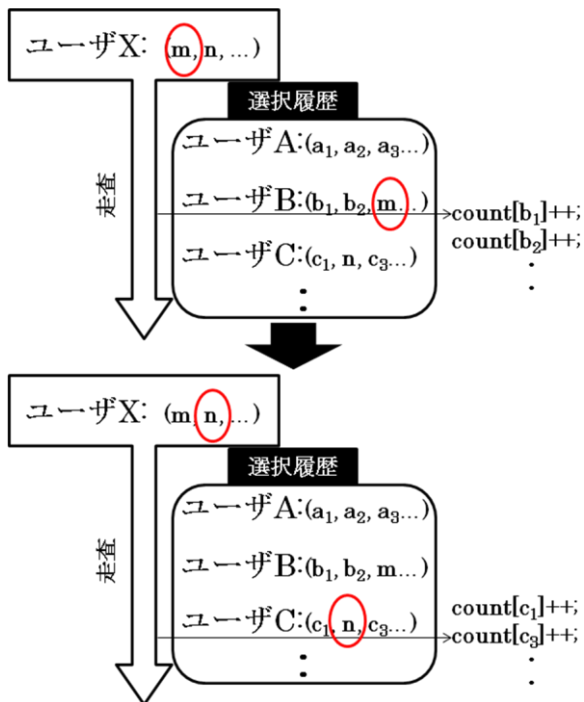 ユーザX: (m, n, …)
選択履歴
走査
ユーザA:(a₁, a₂, a₃…)
ユーザB:(b₁, b₂, m…)
count[b₁]++;
count[b₂]++;
ユーザC:(c₁, n, c₃…)
ユーザX: (m, n, …)
選択履歴
走査
ユーザA:(a₁, a₂, a₃…)
ユーザB:(b₁, b₂, m…)
ユーザC:(c₁, n, c₃…)
count[c₁]++;
count[c₃]++;